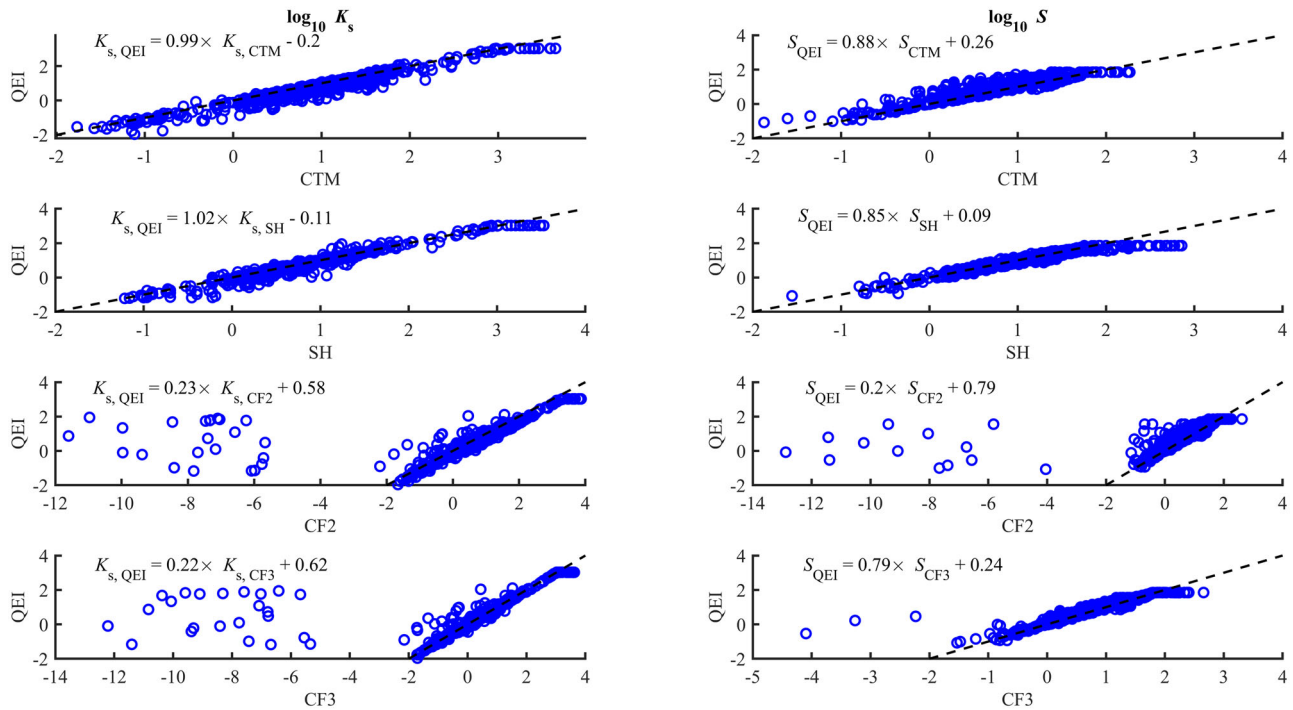 log10 Ks
log10 S
Ks, QEI = 0.99× Ks, CTM - 0.2
QEI
2
0
-2
-2 -1 0 1 2 3
CTM
SQEI = 0.88× SCTM + 0.26
QEI
4
2
0
-2
-2 -1 0 1 2 3 4
CTM
Ks, QEI = 1.02× Ks, SH - 0.11
QEI
4
2
0
-2
-2 -1 0 1 2 3 4
SH
SQEI = 0.85× SSH + 0.09
QEI
4
2
0
-2
-2 -1 0 1 2 3 4
SH
Ks, QEI = 0.23× Ks, CF2 + 0.58
QEI
4
2
0
-2
-12 -10 -8 -6 -4 -2 0 2 4
CF2
SQEI = 0.2× SCF2 + 0.79
QEI
4
2
0
-2
-14 -12 -10 -8 -6 -4 -2 0 2 4
CF2
Ks, QEI = 0.22× Ks, CF3 + 0.62
QEI
4
2
0
-2
-14 -12 -10 -8 -6 -4 -2 0 2 4
CF3
SQEI = 0.79× SCF3 + 0.24
QEI
4
2
0
-2
-5 -4 -3 -2 -1 0 1 2 3 4
CF3